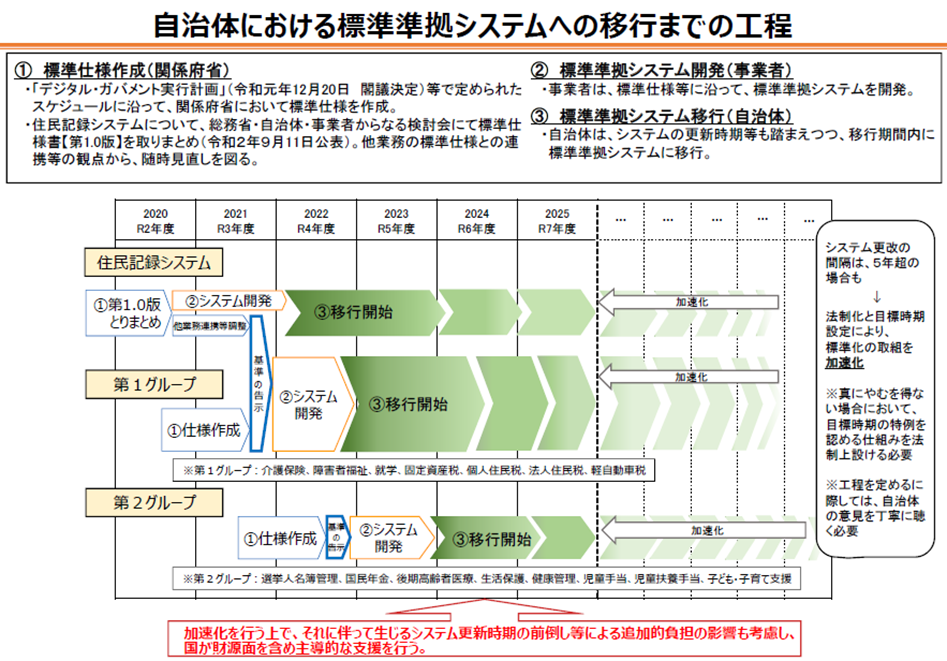 自治体における標準準拠システムへの移行までの工程
① 標準仕様作成（関係府省）
・「デジタル・ガバメント実行計画」（令和元年12月20日　閣議決定）等で定められた
スケジュールに沿って、関係府省において標準仕様を作成。
・住民記録システムについて、総務省・自治体・事業者からなる検討会にて標準仕
様書【第1.0版】を取りまとめ（令和2年9月11日公表）。他業務の標準仕様との連
携等の観点から、随時見直しを図る。
② 標準準拠システム開発（事業者）
・事業者は、標準仕様等に沿って、標準準拠システムを開発。
③ 標準準拠システム移行（自治体）
・自治体は、システムの更新時期等も踏まえつつ、移行期間内に
標準準拠システムに移行。
2020 2021 2022 2023 2024 2025 … … … … …
R2年度 R3年度 R4年度 R5年度 R6年度 R7年度
住民記録システム
①第1.0版
とりまとめ
②システム開発
他業務連携等調整
③移行開始
加速化
基準の告示
第１グループ
①仕様作成
②システム
開発
③移行開始
加速化
※第１グループ：介護保険、障害者福祉、就学、固定資産税、個人住民税、法人住民税、軽自動車税
第２グループ
①仕様作成
基準の告示
②システム
開発
③移行開始
加速化
※第２グループ：選挙人名簿管理、国民年金、後期高齢者医療、生活保護、健康管理、児童手当、児童扶養手当、子ども・子育て支援
システム更改の
間隔は、5年超の
場合も
↓
法制化と目標時期
設定により、
標準化の取組を
加速化
※真にやむを得な
い場合において、
目標時期の特例を
認める仕組みを法
制上設ける必要
※工程を定めるに
際しては、自治体
の意見を丁寧に聴
く必要
加速化を行う上で、それに伴って生じるシステム更新時期の前倒し等による追加的負担の影響も考慮し、
国が財源面を含め主導的な支援を行う。